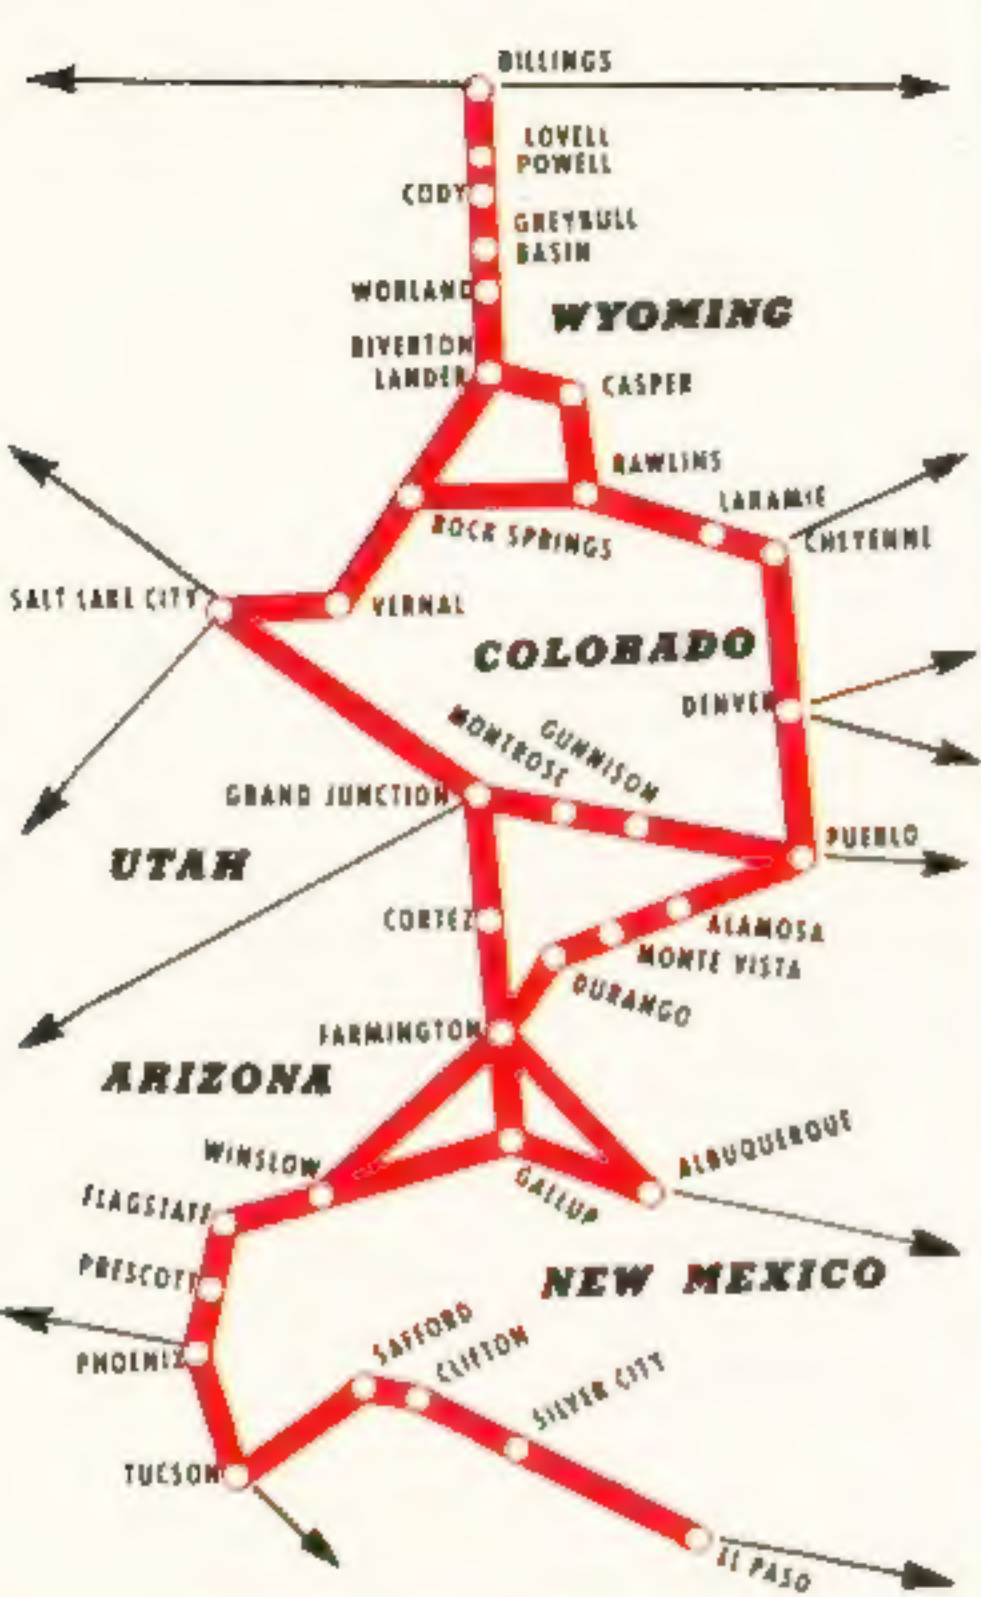 BILLINGS
LOVELL
POWELL
CODY
GREYBULL
BASIN
WORLAND
WYOMING
RIVERTON
LANDER
CASPER
RAWLINS
LARAMIE
ROCK SPRINGS
CHEYENNE
SALT LAKE CITY
VERNAL
COLORADO
DENVER
MONTROSE
GUNNISON
GRAND JUNCTION
PUEBLO
UTAH
CORTEZ
ALAMOSA
MONTE VISTA
DURANGO
FARMINGTON
ARIZONA
WINSLOW
ALBUQUERQUE
GALLUP
FLAGSTAFF
PRESCOTT
NEW MEXICO
PHOENIX
SAFFORD
CLIFTON
SILVER CITY
TUCSON
EL PASO